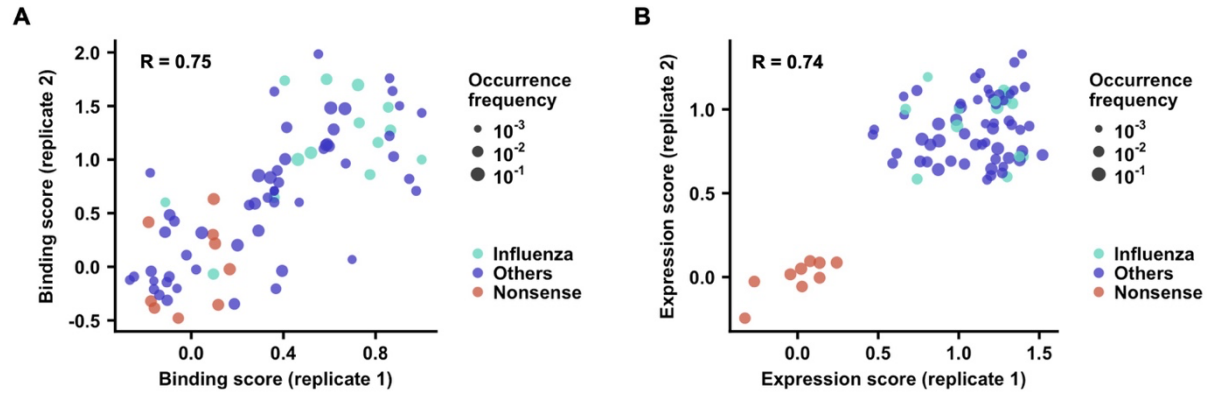 A
R = 0.75
Binding score (replicate 2)
2.0
1.5
1.0
0.5
0.0
-0.5
0.0 0.4 0.8
Binding score (replicate 1)
Occurrence
frequency
10⁻³
10⁻²
10⁻¹
Influenza
Others
Nonsense
B
R = 0.74
Expression score (replicate 2)
1.0
0.5
0.0
0.0 0.5 1.0 1.5
Expression score (replicate 1)
Occurrence
frequency
10⁻³
10⁻²
10⁻¹
Influenza
Others
Nonsense